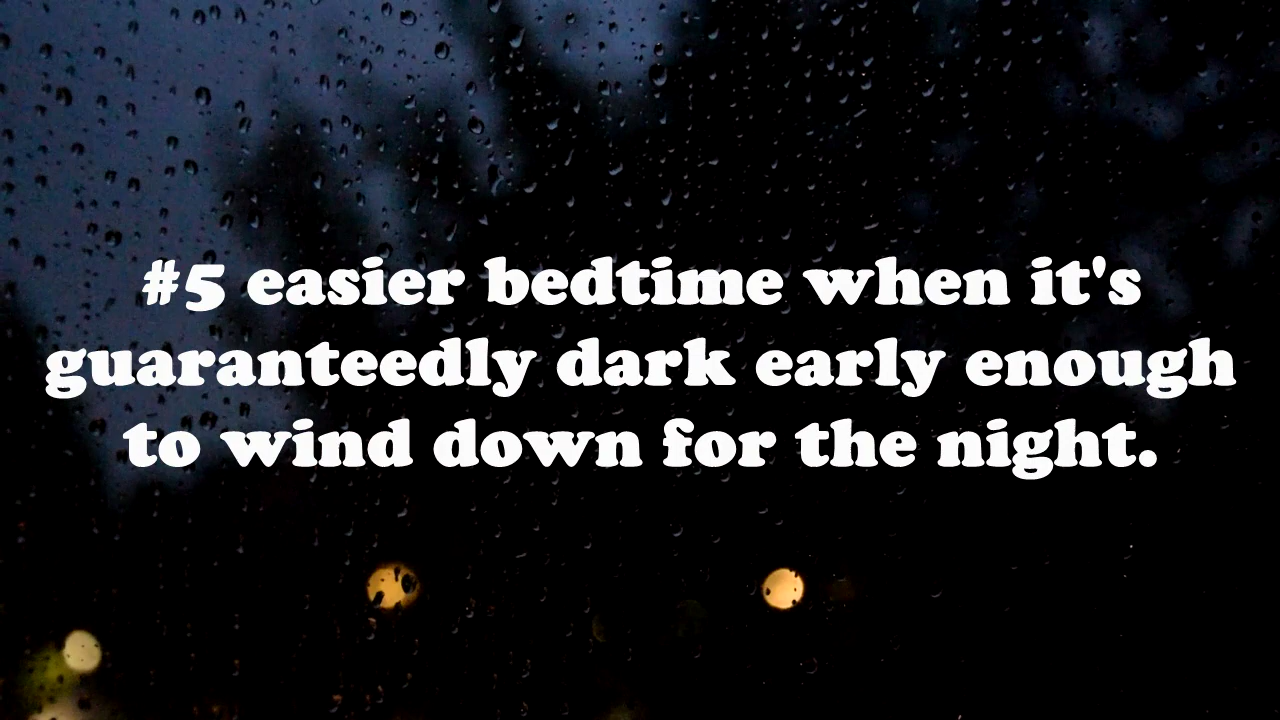 #5 easier bedtime when it's
guaranteedly dark early enough
to wind down for the night.